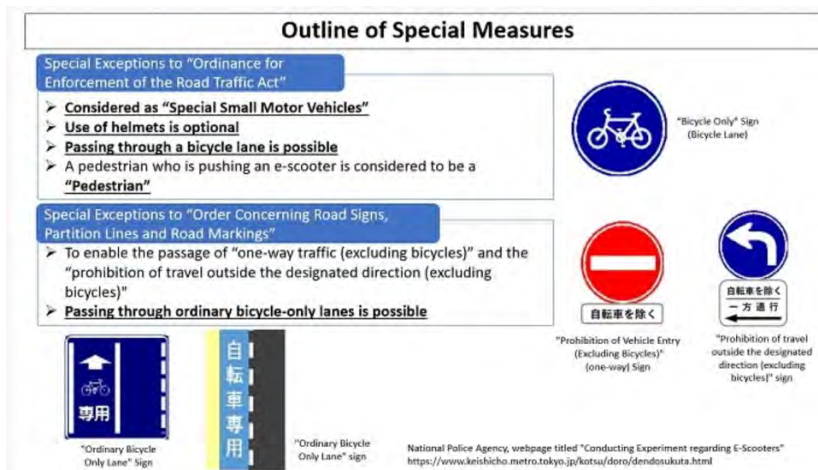 Outline of Special Measures
Special Exceptions to “Ordinance for
Enforcement of the Road Traffic Act”
➢ Considered as “Special Small Motor Vehicles”
➢ Use of helmets is optional
➢ Passing through a bicycle lane is possible
➢ A pedestrian who is pushing an e-scooter is considered to be a
“Pedestrian”
"Bicycle Only" Sign
(Bicycle Lane)
Special Exceptions to “Order Concerning Road Signs,
Partition Lines and Road Markings”
➢ To enable the passage of “one-way traffic (excluding bicycles)” and the
“prohibition of travel outside the designated direction (excluding
bicycles)”
➢ Passing through ordinary bicycle-only lanes is possible
自転車を除く
"Prohibition of Vehicle Entry
(Excluding Bicycles)"
(one-way) Sign
自転車を除く
一方通行
"Prohibition of travel
outside the designated
direction (excluding
bicycles)" sign
専用
"Ordinary Bicycle
Only Lane" Sign
自転車専用
"Ordinary Bicycle
Only Lane" sign
National Police Agency, webpage titled "Conducting Experiment regarding E-Scooters"
https://www.keishicho.metro.tokyo.jp/kotsu/doro/dendosukuta.html